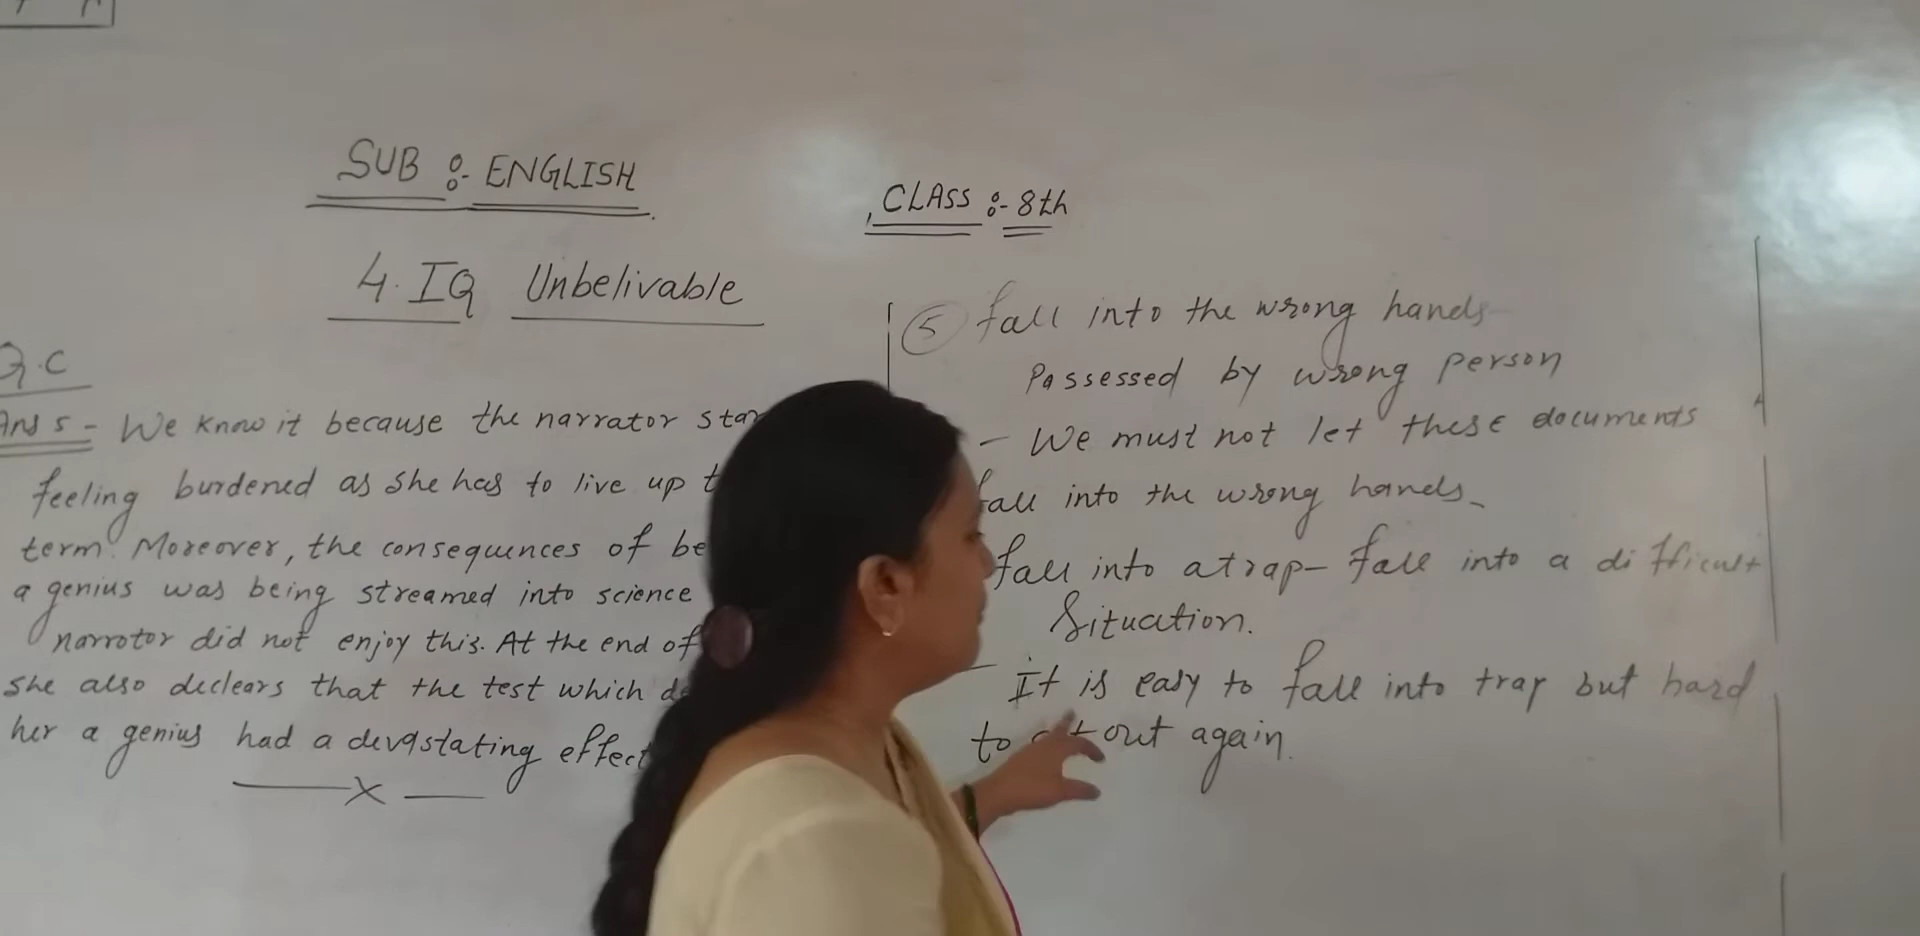 SUB :- ENGLISH
CLASS :- 8th
4. IQ Unbelivable
Q.C
Ans 5 - We know it because the narrator star
feeling burdened as she has to live up t
term. Moreover, the consequences of be
a genius was being streamed into science
narrotor did not enjoy this. At the end of
she also declears that the test which de
her a genius had a devastating effect
X
5 fall into the wrong hands
Passessed by wrong person
- We must not let these documents
fall into the wrong hands-
fall into a trap- fall into a difficult
Situation.
- It is easy to fall into trap but hard
to out again.